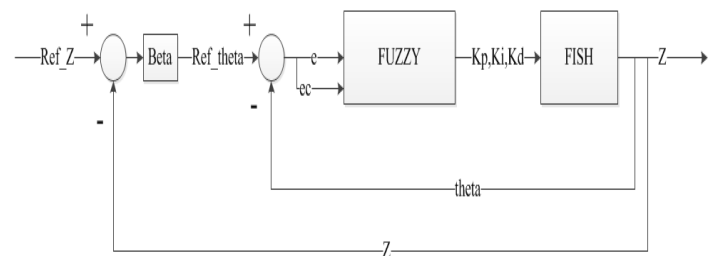 +
+
Ref_Z
Beta
Ref_theta
e
ec
FUZZY
Kp,Ki,Kd
FISH
Z
-
-
theta
Z